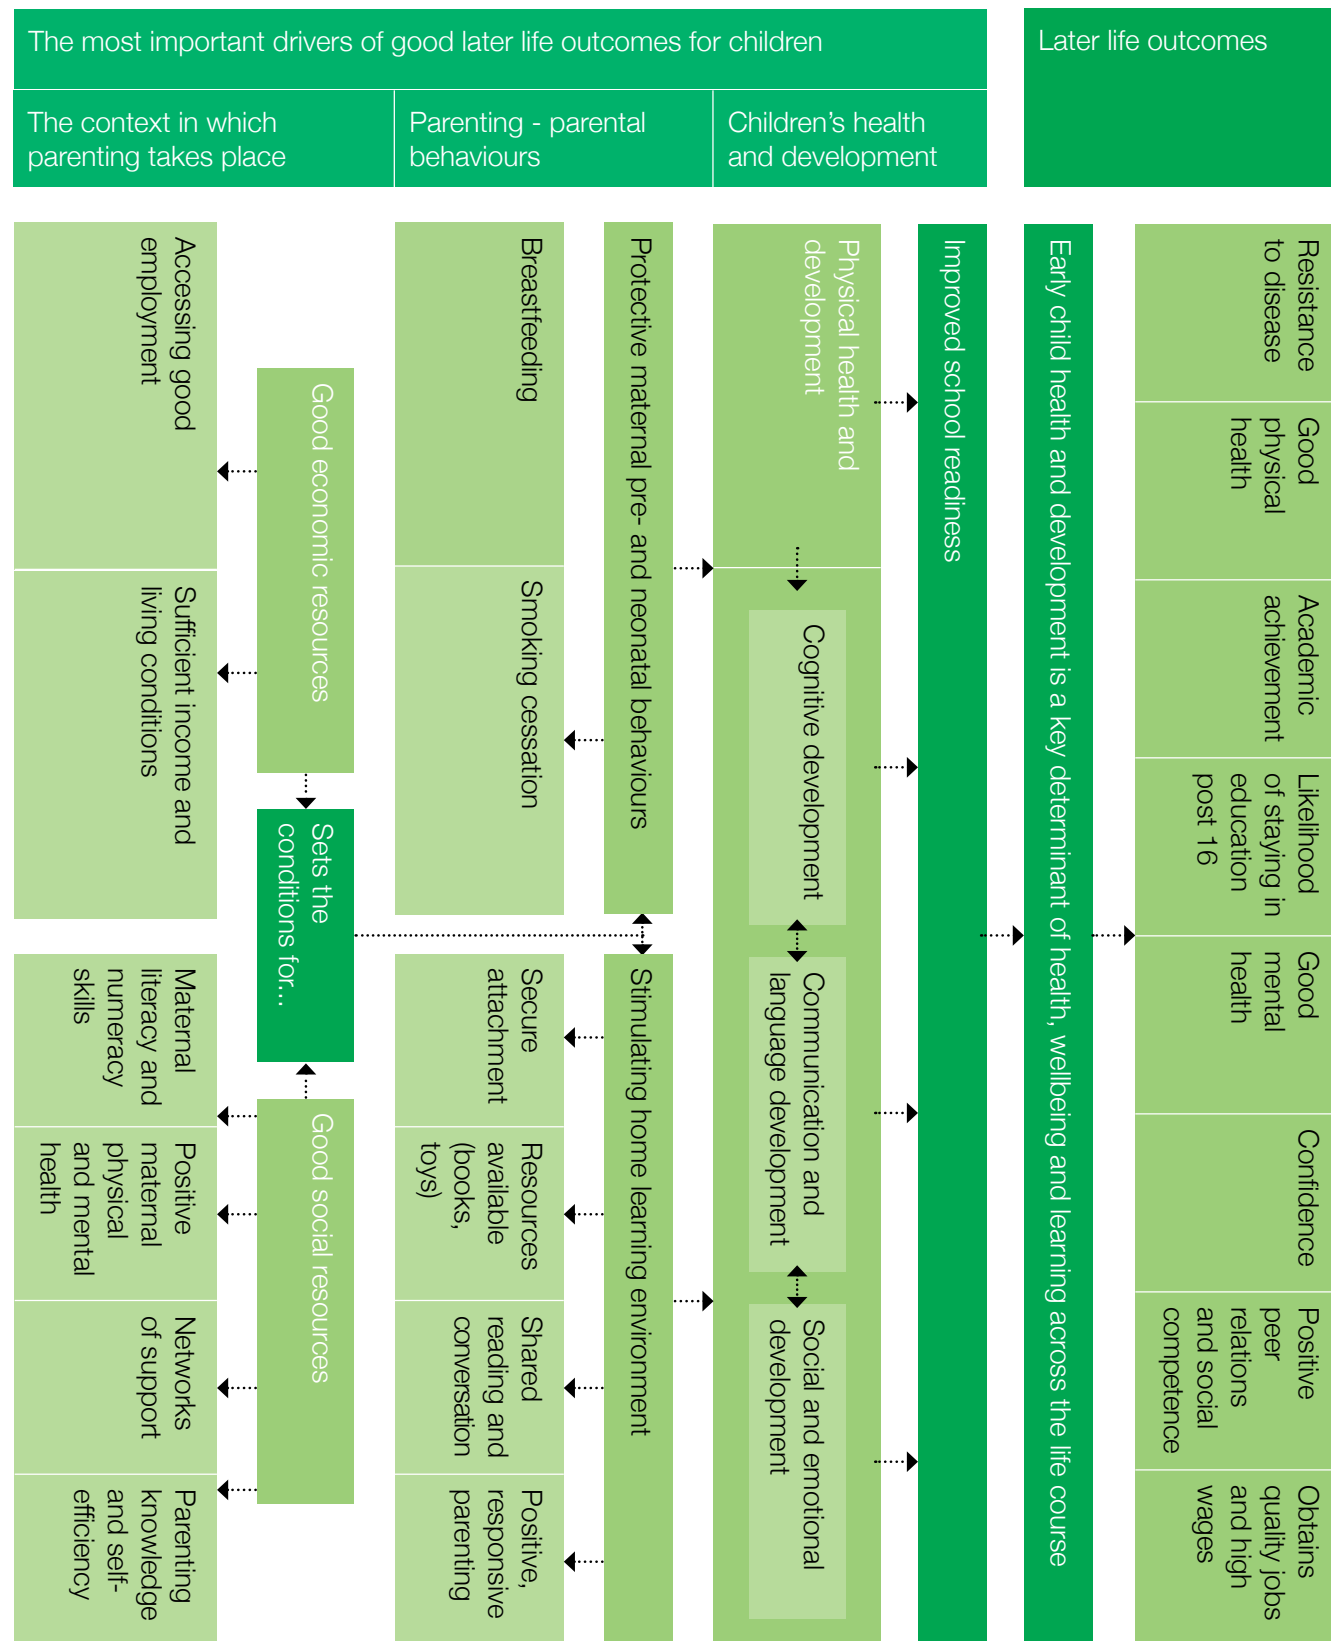 The most important drivers of good later life outcomes for children
Later life outcomes
The context in which
parenting takes place
Parenting - parental
behaviours
Children’s health
and development
Accessing good
employment
Sufficient income and
living conditions
Maternal
literacy and
numeracy
skills
Positive
maternal
physical
and mental
health
Networks
of support
Parenting
knowledge
and self-
efficiency
Good economic resources
Sets the
conditions for...
Good social resources
Breastfeeding
Smoking cessation
Secure
attachment
Resources
available
(books,
toys)
Shared
reading and
conversation
Positive,
responsive
parenting
Protective maternal pre- and neonatal behaviours
Stimulating home learning environment
Physical health and
development
Cognitive development
Communication and
language development
Social and emotional
development
Improved school readiness
Early child health and development is a key determinant of health, wellbeing and learning across the life course
Resistance
to disease
Good
physical
health
Academic
achievement
Likelihood
of staying in
education
post 16
Good
mental
health
Confidence
Positive
peer
relations
and social
competence
Obtains
quality jobs
and high
wages